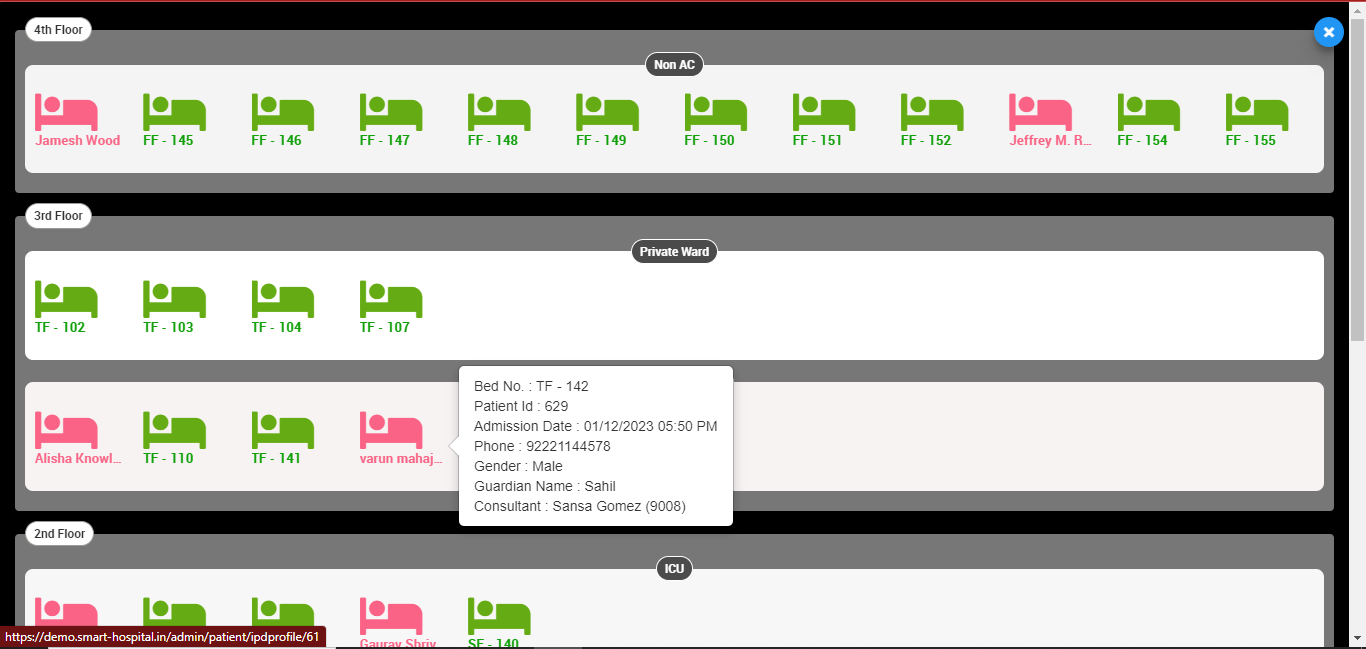 4th Floor
Non AC
Jamesh Wood FF - 145 FF - 146 FF - 147 FF - 148 FF - 149 FF - 150 FF - 151 FF - 152 Jeffrey M. R... FF - 154 FF - 155
3rd Floor
Private Ward
TF - 102 TF - 103 TF - 104 TF - 107
Alisha Knowl... TF - 110 TF - 141 varun mahaj...
Bed No. : TF - 142
Patient Id : 629
Admission Date : 01/12/2023 05:50 PM
Phone : 92221144578
Gender : Male
Guardian Name : Sahil
Consultant : Sansa Gomez (9008)
2nd Floor
ICU
Gaurav Shriv SF - 140
https://demo.smart-hospital.in/admin/patient/ipdprofile/61